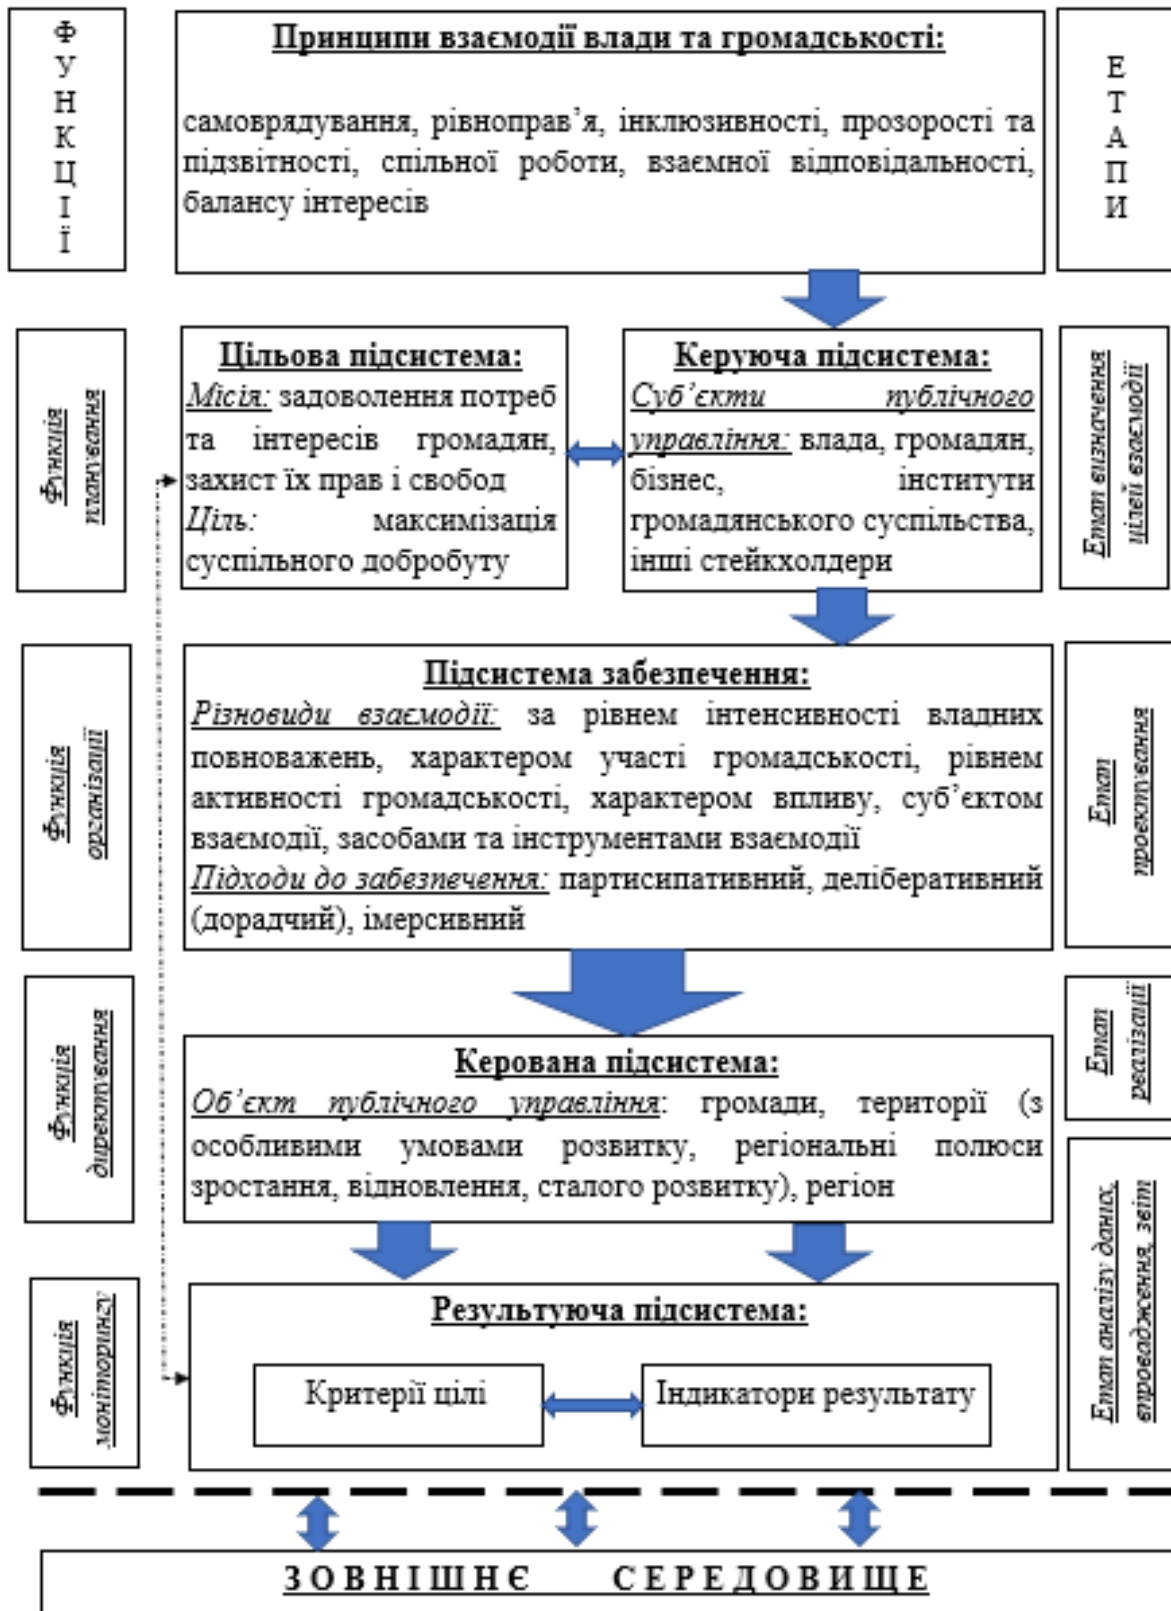 Ф
У
Н
К
Ц
І
Ї
Принципи взаємодії влади та громадськості:
самоврядування, рівноправ’я, інклюзивності, прозорості та
підзвітності, спільної роботи, взаємної відповідальності,
балансу інтересів
Е
Т
А
П
И
Функція
планування
Цільова підсистема:
Місія: задоволення потреб
та інтересів громадян,
захист їх прав і свобод
Ціль: максимізація
суспільного добробуту
Керуюча підсистема:
Суб’єкти публічного
управління: влада, громадян,
бізнес, інститути
громадянського суспільства,
інші стейкхолдери
Етап визначення
цілей взаємодії
Функція
організації
Підсистема забезпечення:
Різновиди взаємодії: за рівнем інтенсивності владних
повноважень, характером участі громадськості, рівнем
активності громадськості, характером впливу, суб’єктом
взаємодії, засобами та інструментами взаємодії
Підходи до забезпечення: партисипативний, деліберативний
(дорадчий), імерсивний
Етап
проектування
Функція
директування
Керована підсистема:
Об’єкт публічного управління: громади, території (з
особливими умовами розвитку, регіональні полюси
зростання, відновлення, сталого розвитку), регіон
Етап
реалізації
Функція
моніторингу
Результуюча підсистема:
Критерії цілі
Індикатори результату
Етап аналізу даних,
впровадження, звіт
ЗОВНІШНЄ СЕРЕДОВИЩЕ